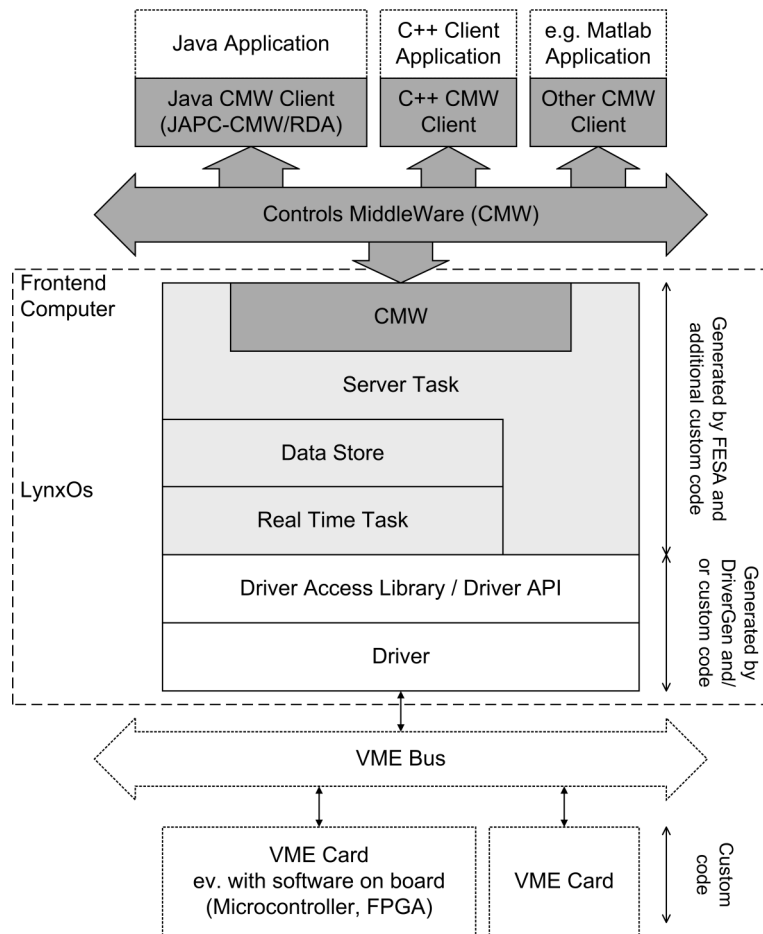 Java Application
C++ Client
Application
e.g. Matlab
Application
Java CMW Client
(JAPC-CMW/RDA)
C++ CMW
Client
Other CMW
Client
Controls MiddleWare (CMW)
Frontend
Computer
CMW
Server Task
Data Store
LynxOs
Real Time Task
Generated by FESA and
additional custom code
Driver Access Library / Driver API
Driver
Generated by
DriverGen and/
or custom code
VME Bus
VME Card
ev. with software on board
(Microcontroller, FPGA)
VME Card
Custom
code